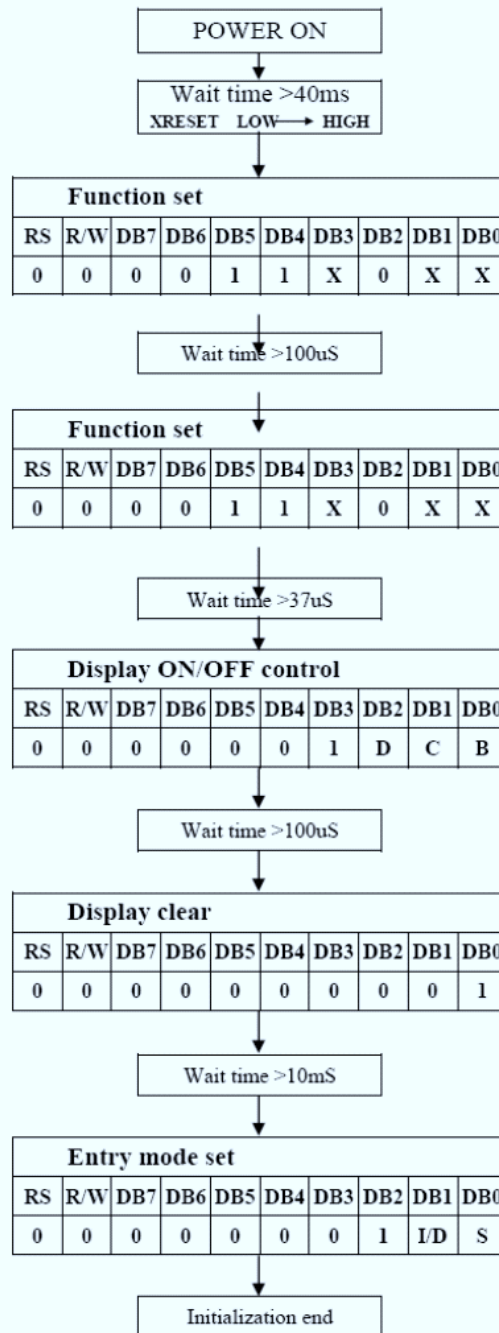 POWER ON
Wait time >40ms
XRESET LOW → HIGH
Function set
RS R/W DB7 DB6 DB5 DB4 DB3 DB2 DB1 DB0
0 0 0 0 1 1 X 0 X X
Wait time >100uS
Function set
RS R/W DB7 DB6 DB5 DB4 DB3 DB2 DB1 DB0
0 0 0 0 1 1 X 0 X X
Wait time >37uS
Display ON/OFF control
RS R/W DB7 DB6 DB5 DB4 DB3 DB2 DB1 DB0
0 0 0 0 0 0 1 D C B
Wait time >100uS
Display clear
RS R/W DB7 DB6 DB5 DB4 DB3 DB2 DB1 DB0
0 0 0 0 0 0 0 0 0 1
Wait time >10mS
Entry mode set
RS R/W DB7 DB6 DB5 DB4 DB3 DB2 DB1 DB0
0 0 0 0 0 0 0 1 I/D S
Initialization end